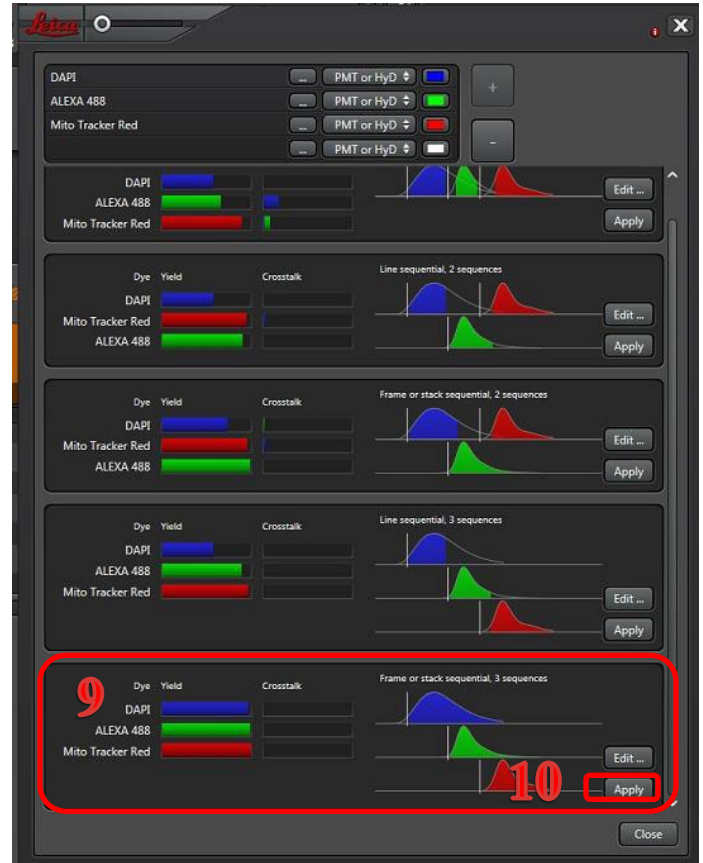 Leica
i X
DAPI ... PMT or HyD
ALEXA 488 ... PMT or HyD +
Mito Tracker Red ... PMT or HyD
... PMT or HyD -
DAPI Edit ...
ALEXA 488
Mito Tracker Red Apply
Dye Yield Crosstalk Line sequential, 2 sequences
DAPI
Mito Tracker Red Edit ...
ALEXA 488 Apply
Dye Yield Crosstalk Frame or stack sequential, 2 sequences
DAPI
Mito Tracker Red Edit ...
ALEXA 488 Apply
Dye Yield Crosstalk Line sequential, 3 sequences
DAPI
ALEXA 488
Mito Tracker Red Edit ...
Apply
9 Dye Yield Crosstalk Frame or stack sequential, 3 sequences
DAPI
ALEXA 488
Mito Tracker Red Edit ...
10 Apply
Close